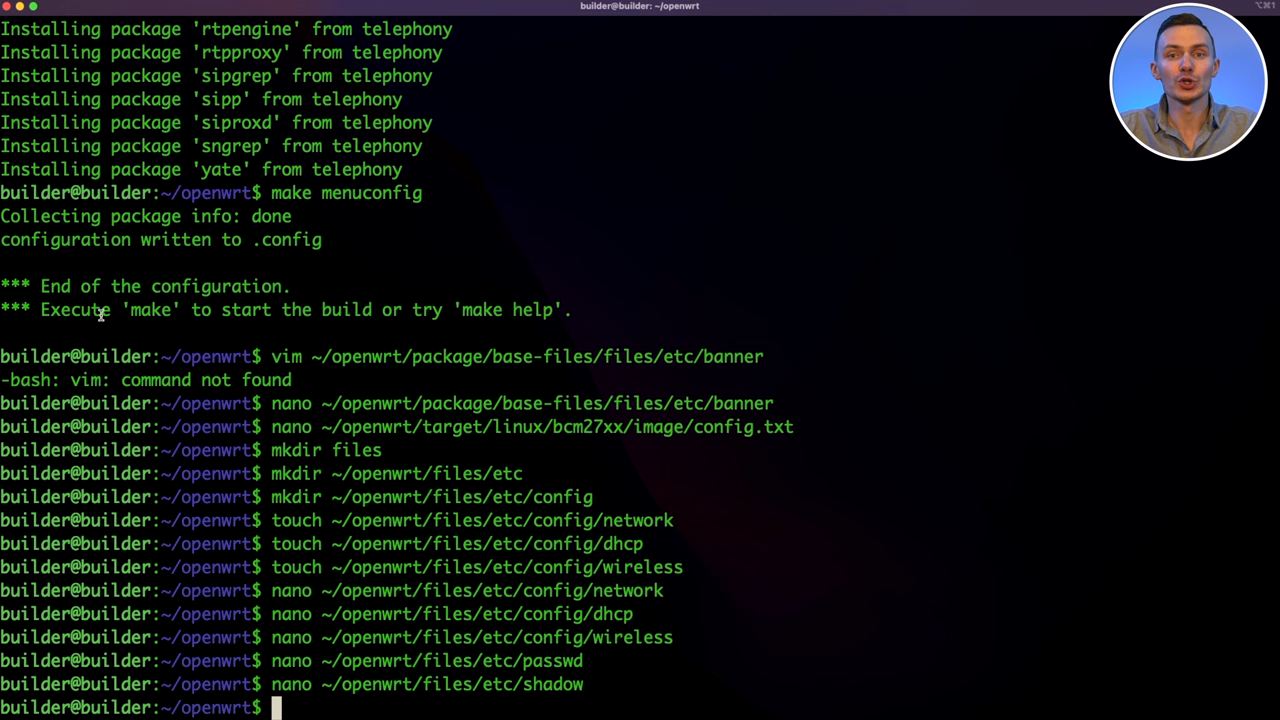 builder@builder: ~/openwrt
⌥⌘1
Installing package 'rtpengine' from telephony
Installing package 'rtpproxy' from telephony
Installing package 'sipgrep' from telephony
Installing package 'sipp' from telephony
Installing package 'siproxd' from telephony
Installing package 'sngrep' from telephony
Installing package 'yate' from telephony
builder@builder:~/openwrt$ make menuconfig
Collecting package info: done
configuration written to .config
*** End of the configuration.
*** Execute 'make' to start the build or try 'make help'.
builder@builder:~/openwrt$ vim ~/openwrt/package/base-files/files/etc/banner
-bash: vim: command not found
builder@builder:~/openwrt$ nano ~/openwrt/package/base-files/files/etc/banner
builder@builder:~/openwrt$ nano ~/openwrt/target/linux/bcm27xx/image/config.txt
builder@builder:~/openwrt$ mkdir files
builder@builder:~/openwrt$ mkdir ~/openwrt/files/etc
builder@builder:~/openwrt$ mkdir ~/openwrt/files/etc/config
builder@builder:~/openwrt$ touch ~/openwrt/files/etc/config/network
builder@builder:~/openwrt$ touch ~/openwrt/files/etc/config/dhcp
builder@builder:~/openwrt$ touch ~/openwrt/files/etc/config/wireless
builder@builder:~/openwrt$ nano ~/openwrt/files/etc/config/network
builder@builder:~/openwrt$ nano ~/openwrt/files/etc/config/dhcp
builder@builder:~/openwrt$ nano ~/openwrt/files/etc/config/wireless
builder@builder:~/openwrt$ nano ~/openwrt/files/etc/passwd
builder@builder:~/openwrt$ nano ~/openwrt/files/etc/shadow
builder@builder:~/openwrt$